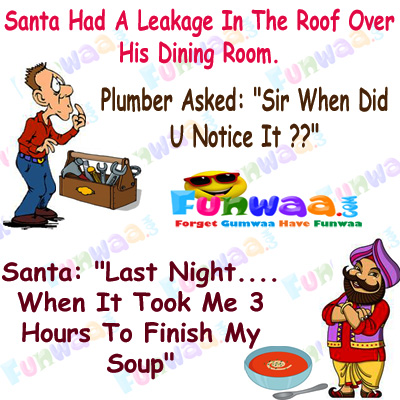 Santa Had A Leakage In The Roof Over
His Dining Room.
Plumber Asked: "Sir When Did
U Notice It ??"
Funwaa.com
Forget Gumwaa Have Funwaa
Santa: "Last Night....
When It Took Me 3
Hours To Finish My
Soup"